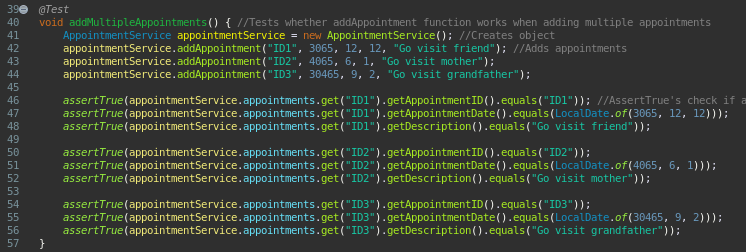 39 @Test
40 void addMultipleAppointments() { //Tests whether addAppointment function works when adding multiple appointments
41 AppointmentService appointmentService = new AppointmentService(); //Creates object
42 appointmentService.addAppointment("ID1", 3065, 12, 12, "Go visit friend"); //Adds appointments
43 appointmentService.addAppointment("ID2", 4065, 6, 1, "Go visit mother");
44 appointmentService.addAppointment("ID3", 30465, 9, 2, "Go visit grandfather");
45
46 assertTrue(appointmentService.appointments.get("ID1").getAppointmentID().equals("ID1")); //AssertTrue's check if a
47 assertTrue(appointmentService.appointments.get("ID1").getAppointmentDate().equals(LocalDate.of(3065, 12, 12)));
48 assertTrue(appointmentService.appointments.get("ID1").getDescription().equals("Go visit friend"));
49
50 assertTrue(appointmentService.appointments.get("ID2").getAppointmentID().equals("ID2"));
51 assertTrue(appointmentService.appointments.get("ID2").getAppointmentDate().equals(LocalDate.of(4065, 6, 1)));
52 assertTrue(appointmentService.appointments.get("ID2").getDescription().equals("Go visit mother"));
53
54 assertTrue(appointmentService.appointments.get("ID3").getAppointmentID().equals("ID3"));
55 assertTrue(appointmentService.appointments.get("ID3").getAppointmentDate().equals(LocalDate.of(30465, 9, 2)));
56 assertTrue(appointmentService.appointments.get("ID3").getDescription().equals("Go visit grandfather"));
57 }